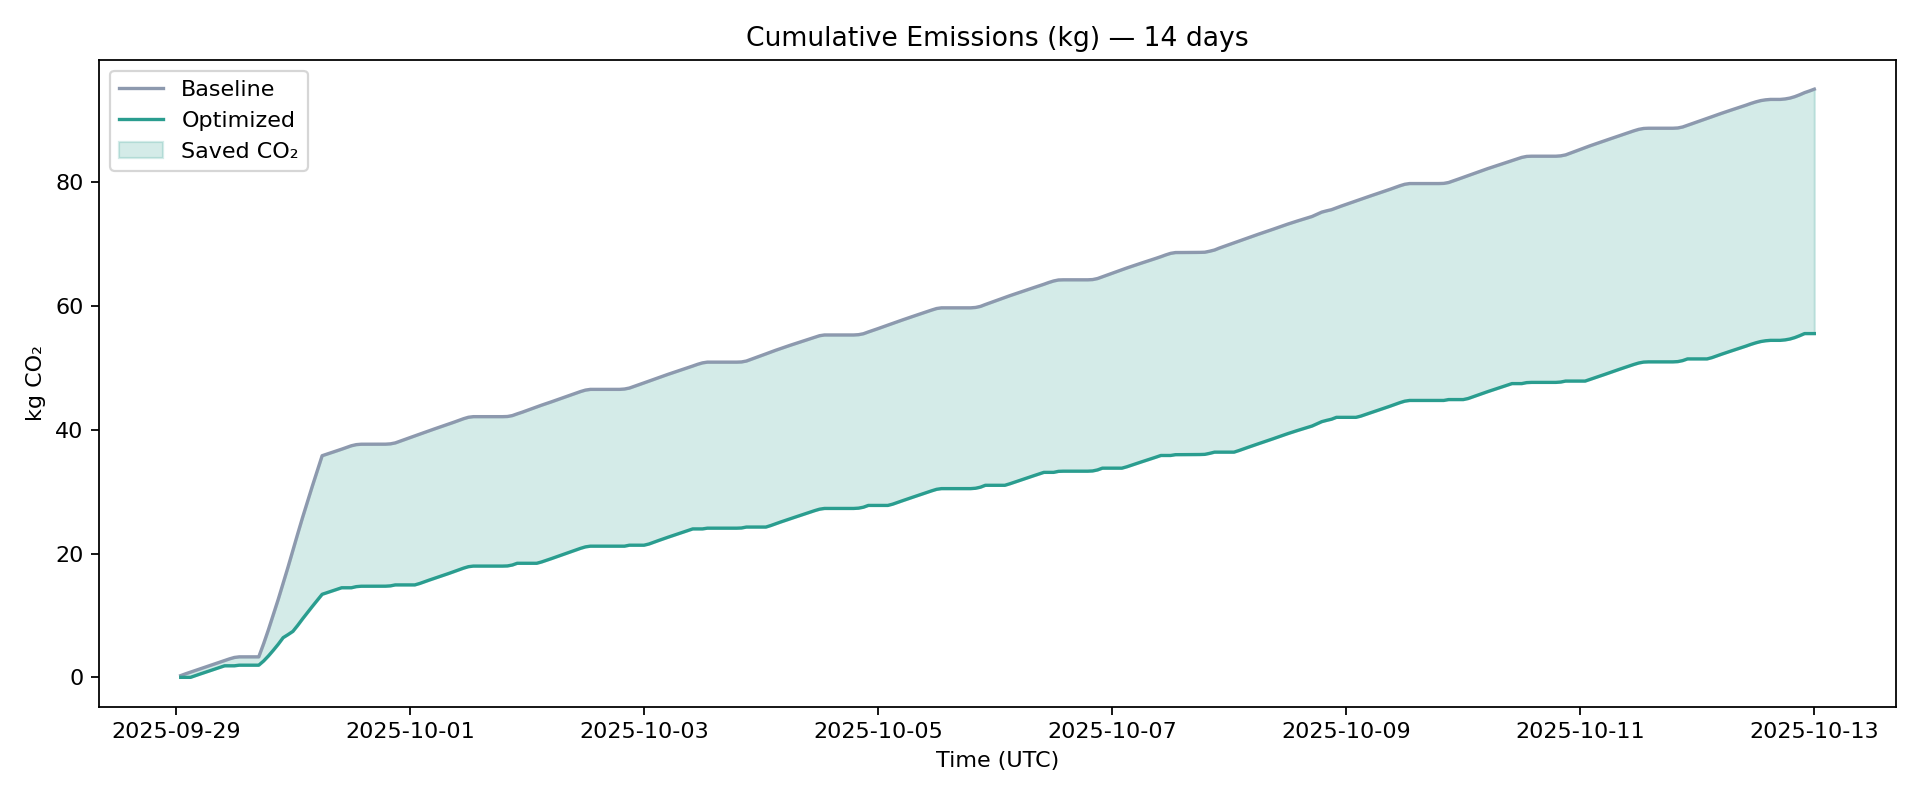 Cumulative Emissions (kg) — 14 days
Baseline
Optimized
Saved CO₂
80
60
40
20
0
kg CO₂
2025-09-29 2025-10-01 2025-10-03 2025-10-05 2025-10-07 2025-10-09 2025-10-11 2025-10-13
Time (UTC)